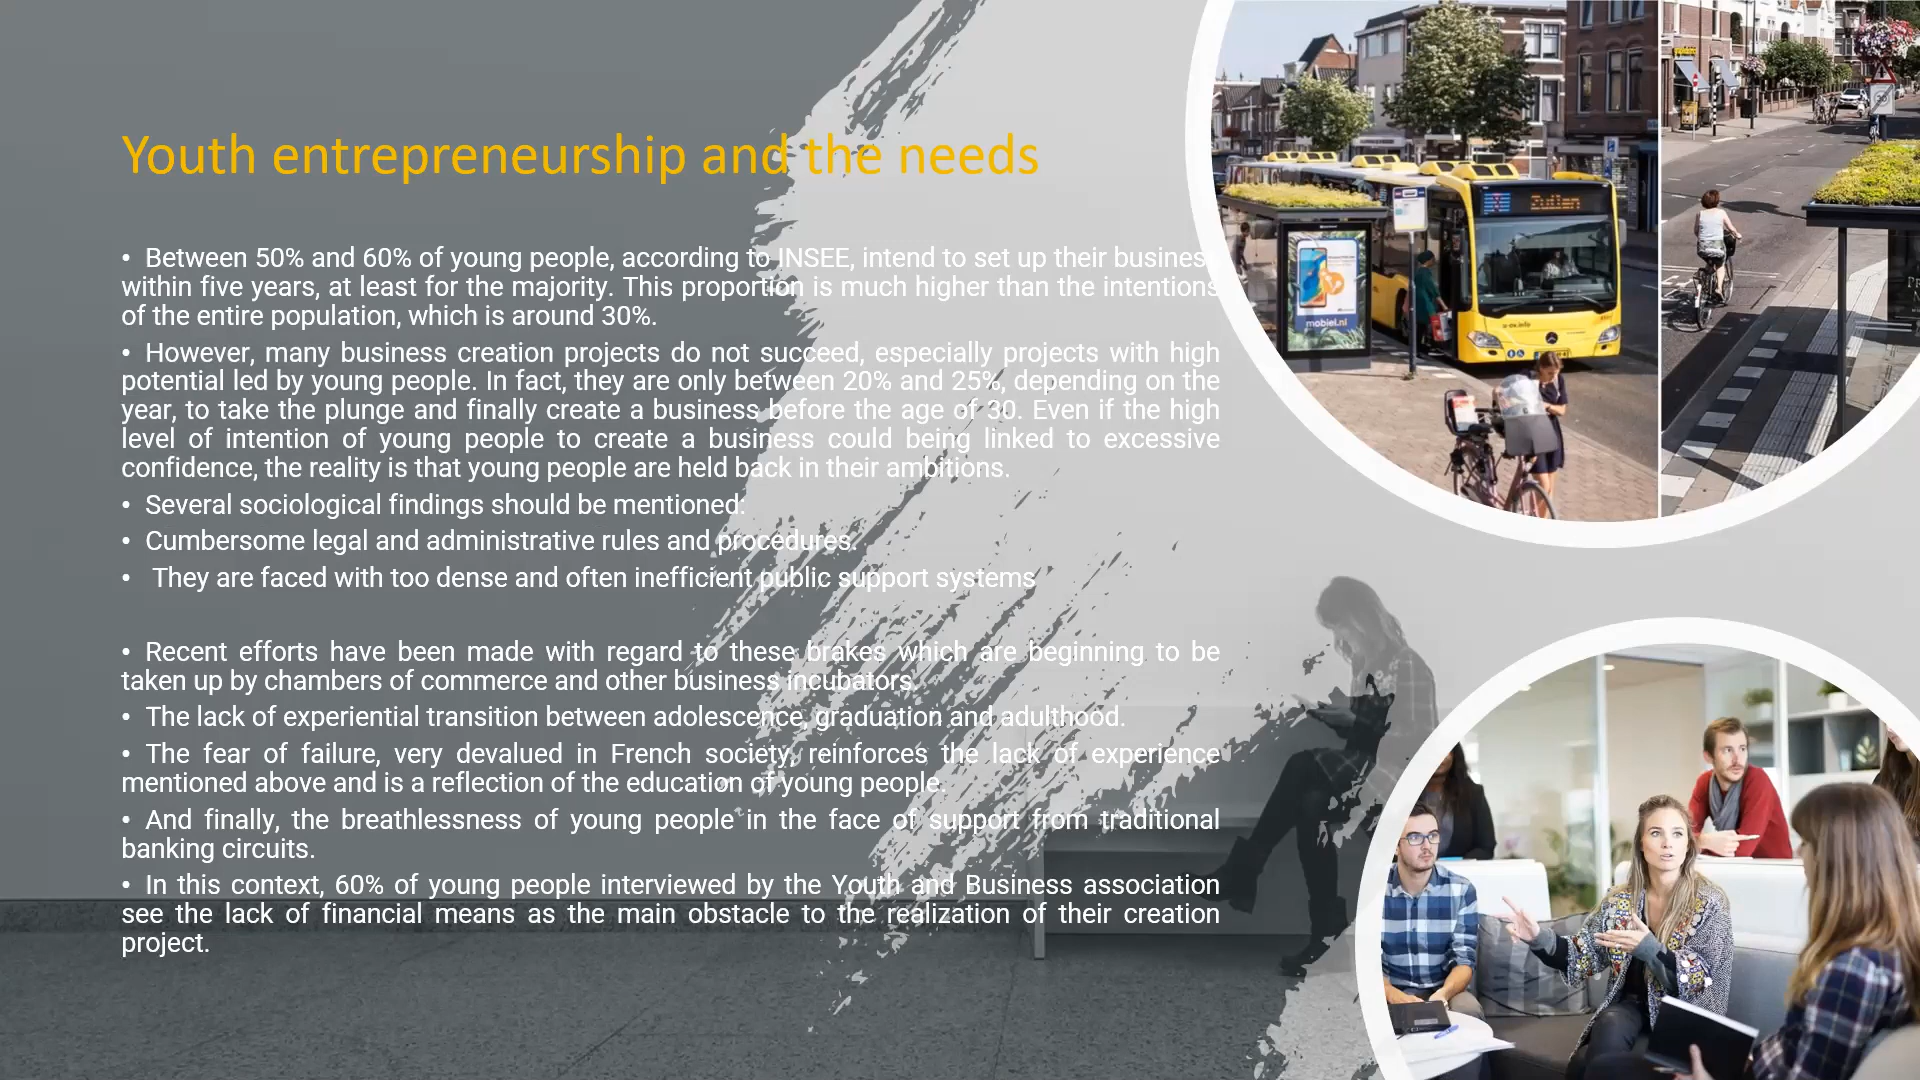 Youth entrepreneurship and the needs
• Between 50% and 60% of young people, according to INSEE, intend to set up their business
within five years, at least for the majority. This proportion is much higher than the intentions
of the entire population, which is around 30%.
• However, many business creation projects do not succeed, especially projects with high
potential led by young people. In fact, they are only between 20% and 25%, depending on the
year, to take the plunge and finally create a business before the age of 30. Even if the high
level of intention of young people to create a business could being linked to excessive
confidence, the reality is that young people are held back in their ambitions.
• Several sociological findings should be mentioned:
• Cumbersome legal and administrative rules and procedures.
• They are faced with too dense and often inefficient public support systems
• Recent efforts have been made with regard to these brakes which are beginning to be
taken up by chambers of commerce and other business incubators.
• The lack of experiential transition between adolescence, graduation and adulthood.
• The fear of failure, very devalued in French society, reinforces the lack of experience
mentioned above and is a reflection of the education of young people.
• And finally, the breathlessness of young people in the face of support from traditional
banking circuits.
• In this context, 60% of young people interviewed by the Youth and Business association
see the lack of financial means as the main obstacle to the realization of their creation
project.
Zuilen
mobiel.nl